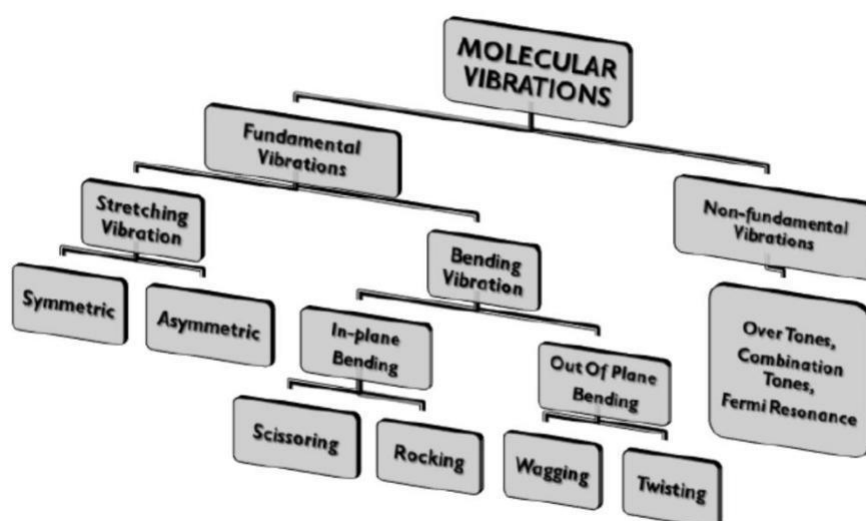 MOLECULAR
VIBRATIONS
Fundamental
Vibrations
Non-fundamental
Vibrations
Stretching
Vibration
Bending
Vibration
Symmetric
Asymmetric
In-plane
Bending
Out Of Plane
Bending
Over Tones,
Combination
Tones,
Fermi Resonance
Scissoring
Rocking
Wagging
Twisting